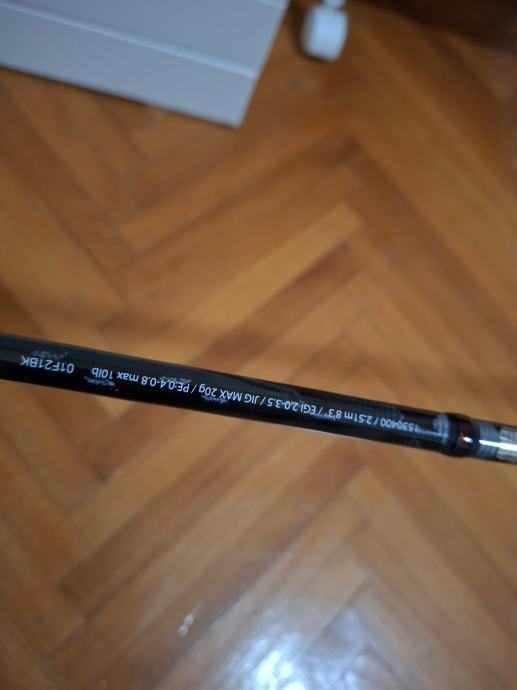 1530400 / 2.51m 8'3" / EGI 2.0-3.5 / JIG MAX 20g / PE:0.4-0.8 max 10lb
01F21BK